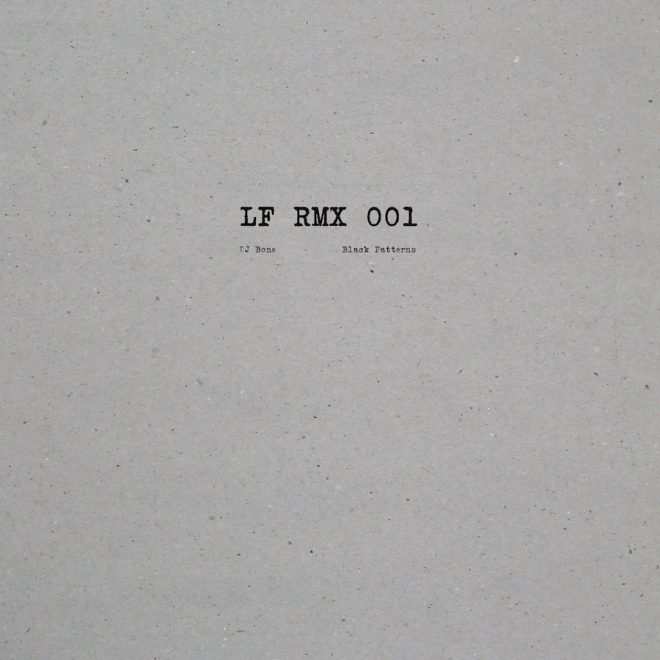 LF RMX 001
DJ Bone Black Patterns